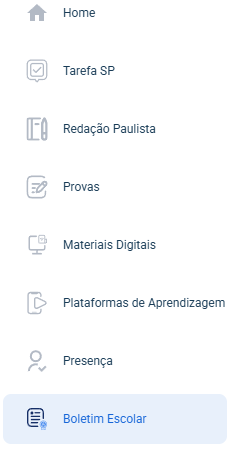 Home
Tarefa SP
Redação Paulista
Provas
Materiais Digitais
Plataformas de Aprendizagem
Presença
Boletim Escolar